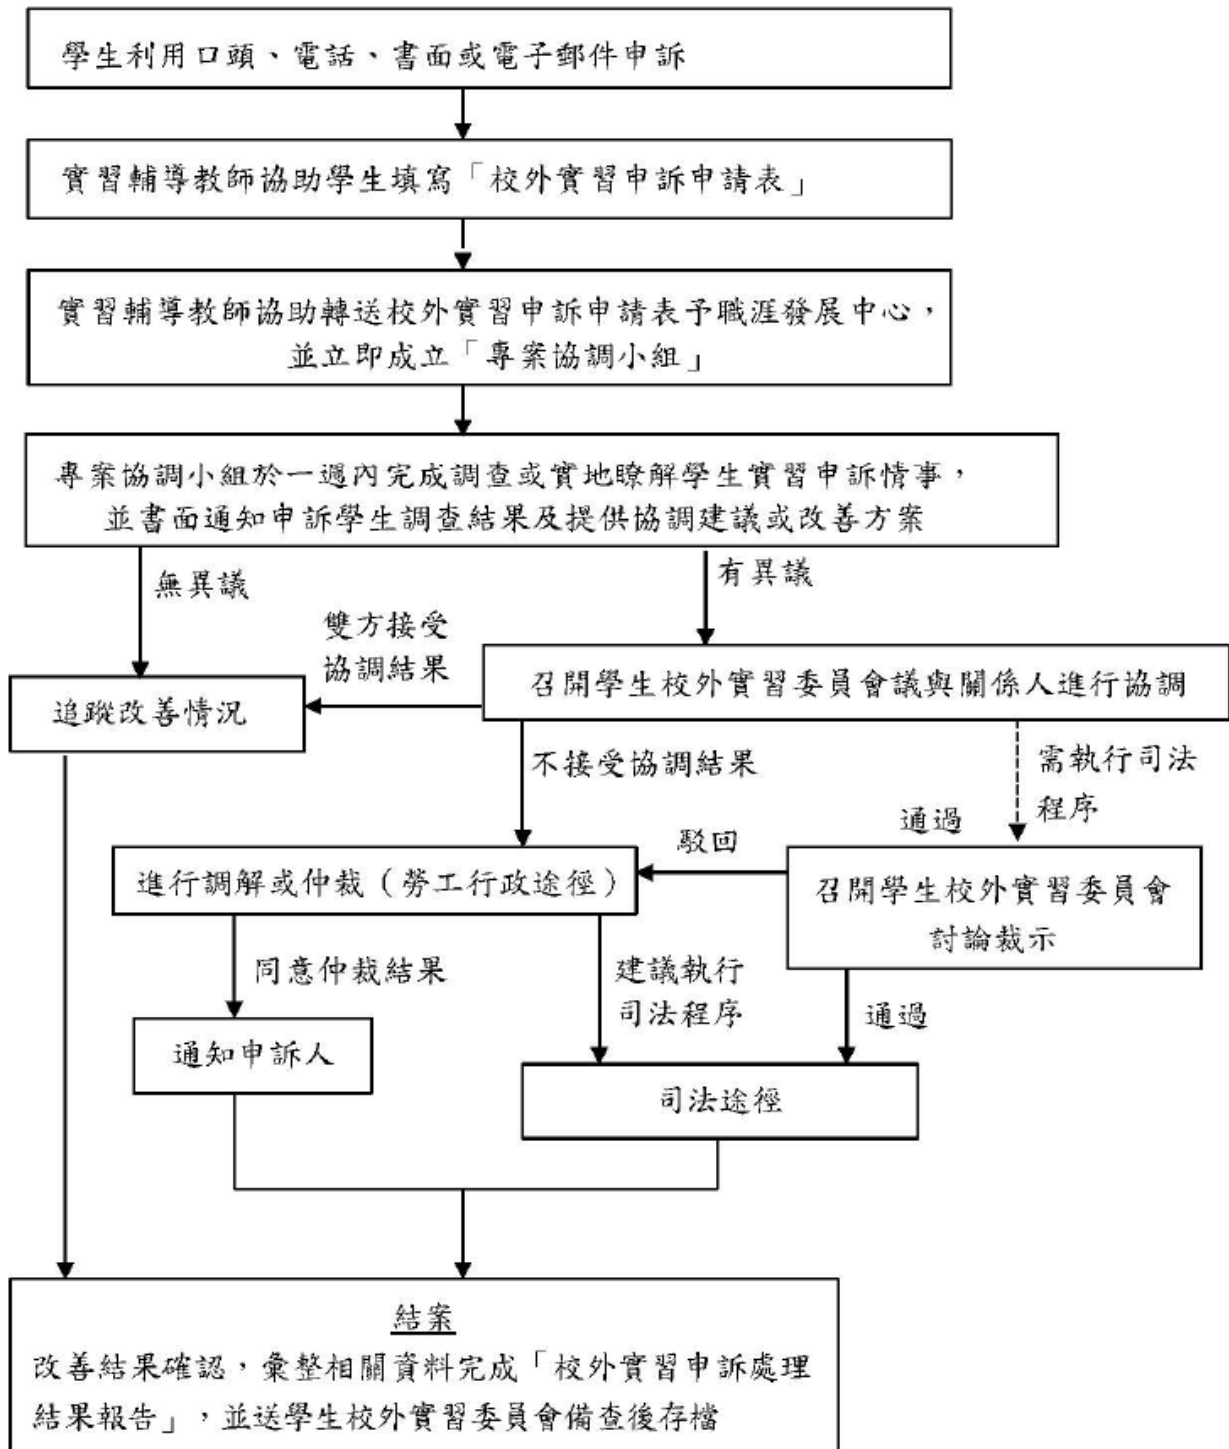 學生利用口頭、電話、書面或電子郵件申訴
實習輔導教師協助學生填寫「校外實習申訴申請表」
實習輔導教師協助轉送校外實習申訴申請表予職涯發展中心，
並立即成立「專案協調小組」
專案協調小組於一週內完成調查或實地瞭解學生實習申訴情事，
並書面通知申訴學生調查結果及提供協調建議或改善方案
無異議
有異議
雙方接受
協調結果
召開學生校外實習委員會議與關係人進行協調
追蹤改善情況
不接受協調結果
需執行司法
程序
通過
駁回
進行調解或仲裁（勞工行政途徑）
召開學生校外實習委員會
討論裁示
同意仲裁結果
建議執行
司法程序
通過
通知申訴人
司法途徑
結案
改善結果確認，彙整相關資料完成「校外實習申訴處理
結果報告」，並送學生校外實習委員會備查後存檔